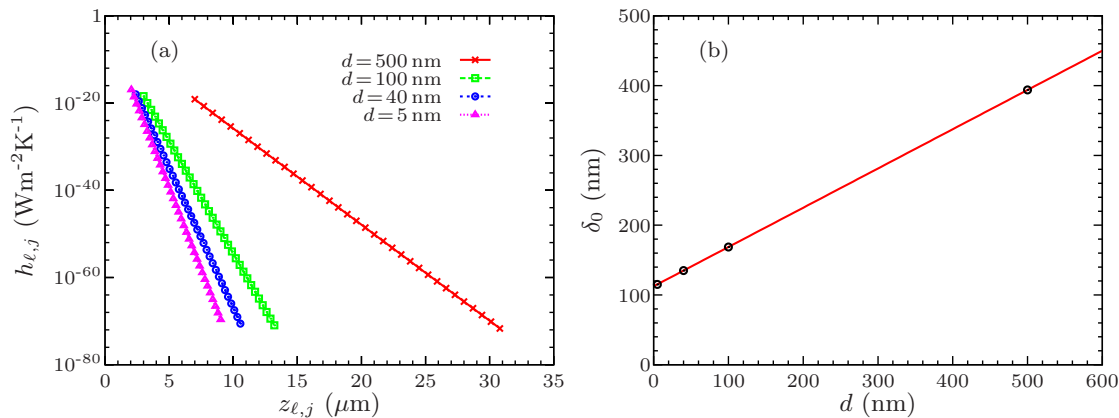 (a)
d = 500 nm
d = 100 nm
d = 40 nm
d = 5 nm
1
10⁻²⁰
10⁻⁴⁰
10⁻⁶⁰
10⁻⁸⁰
h_{ℓ,j} (Wm⁻²K⁻¹)
0 5 10 15 20 25 30 35
z_{ℓ,j} (μm)
(b)
500
400
300
200
100
0
δ₀ (nm)
0 100 200 300 400 500 600
d (nm)